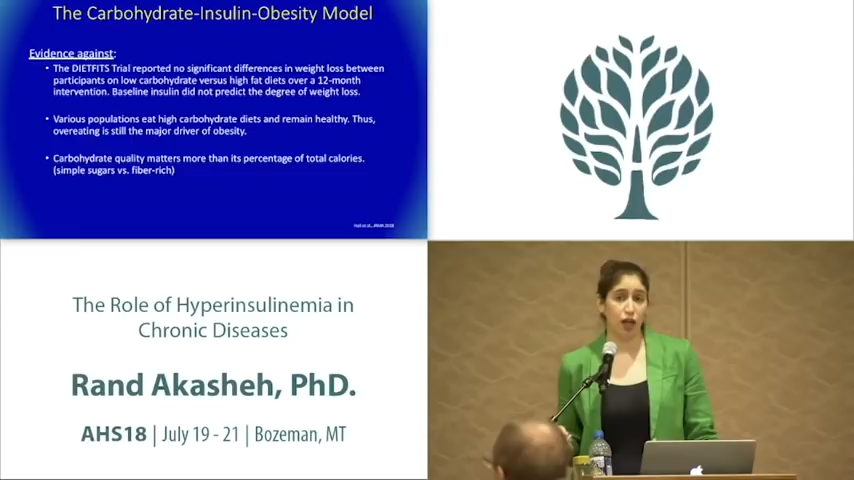 The Carbohydrate-Insulin-Obesity Model
Evidence against:
• The DIETFITS Trial reported no significant differences in weight loss between
participants on low carbohydrate versus high fat diets over a 12-month
intervention. Baseline insulin did not predict the degree of weight loss.
• Various populations eat high carbohydrate diets and remain healthy. Thus,
overeating is still the major driver of obesity.
• Carbohydrate quality matters more than its percentage of total calories.
(simple sugars vs. fiber-rich)
JAMA 2018
The Role of Hyperinsulinemia in
Chronic Diseases
Rand Akasheh, PhD.
AHS18 | July 19 - 21 | Bozeman, MT